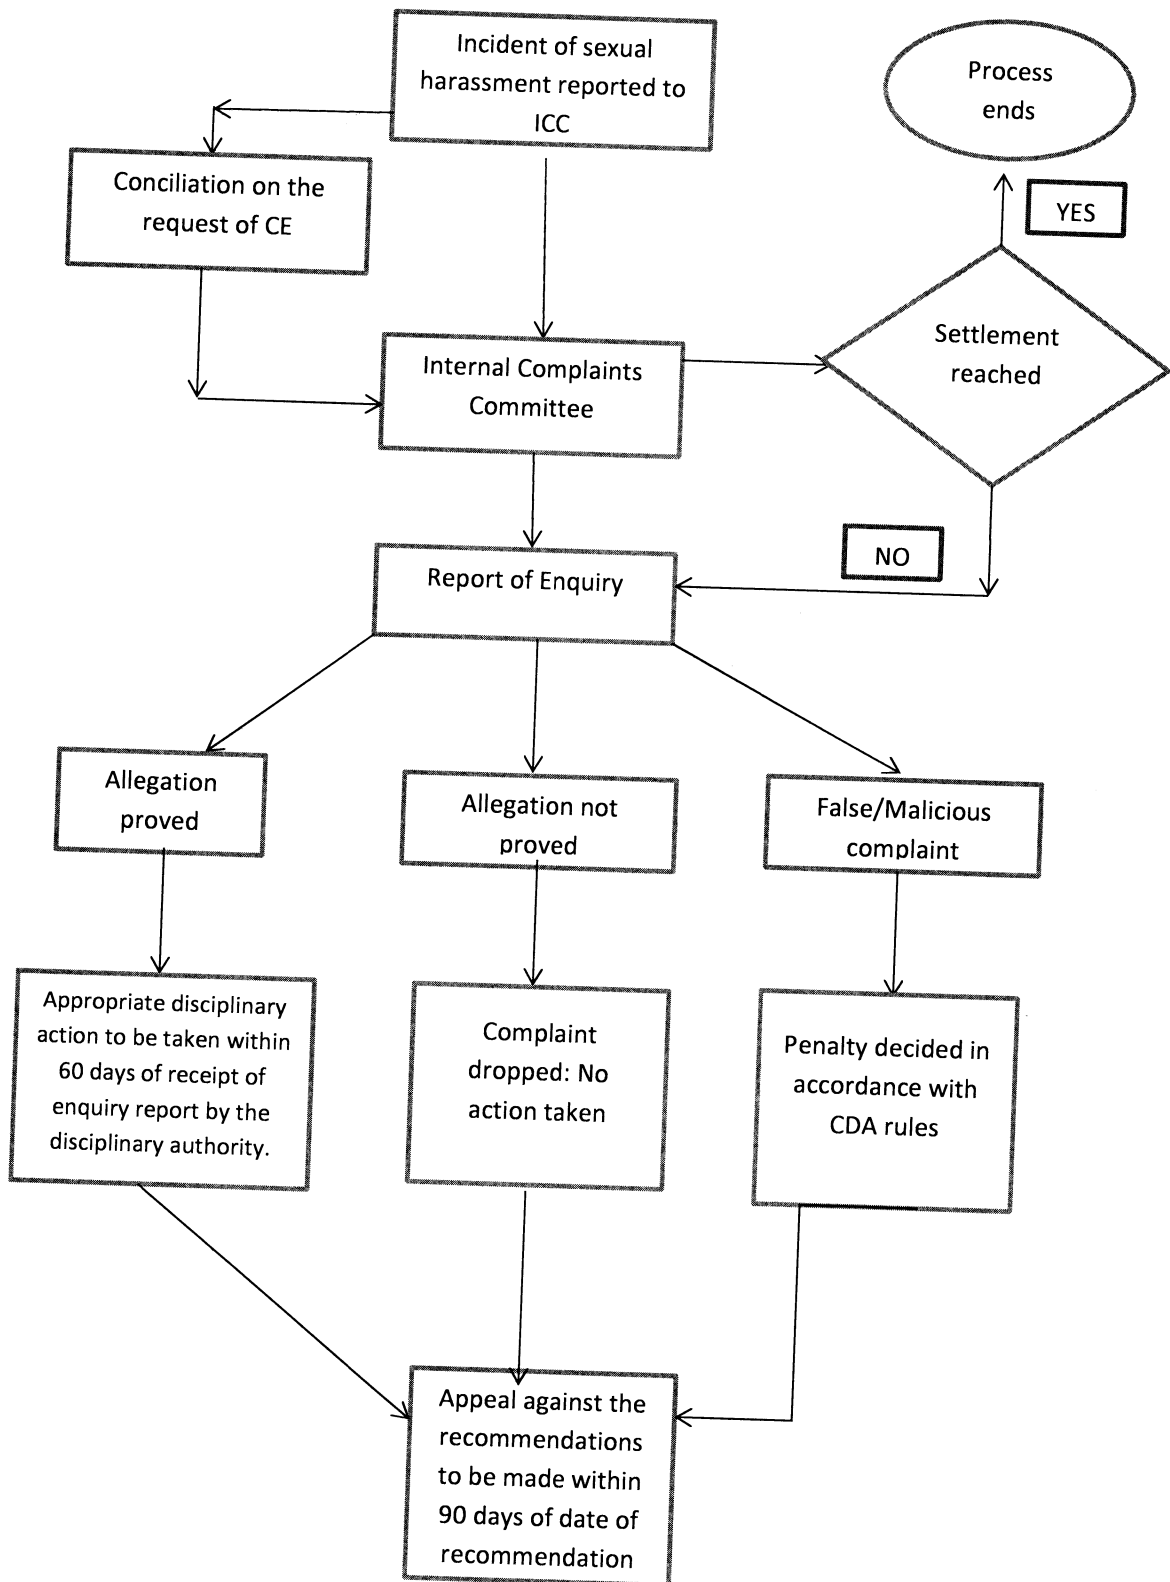 Incident of sexual
harassment reported to
ICC
Process
ends
YES
Conciliation on the
request of CE
Settlement
reached
Internal Complaints
Committee
NO
Report of Enquiry
Allegation
proved
Allegation not
proved
False/Malicious
complaint
Appropriate disciplinary
action to be taken within
60 days of receipt of
enquiry report by the
disciplinary authority.
Complaint
dropped: No
action taken
Penalty decided in
accordance with
CDA rules
Appeal against the
recommendations
to be made within
90 days of date of
recommendation